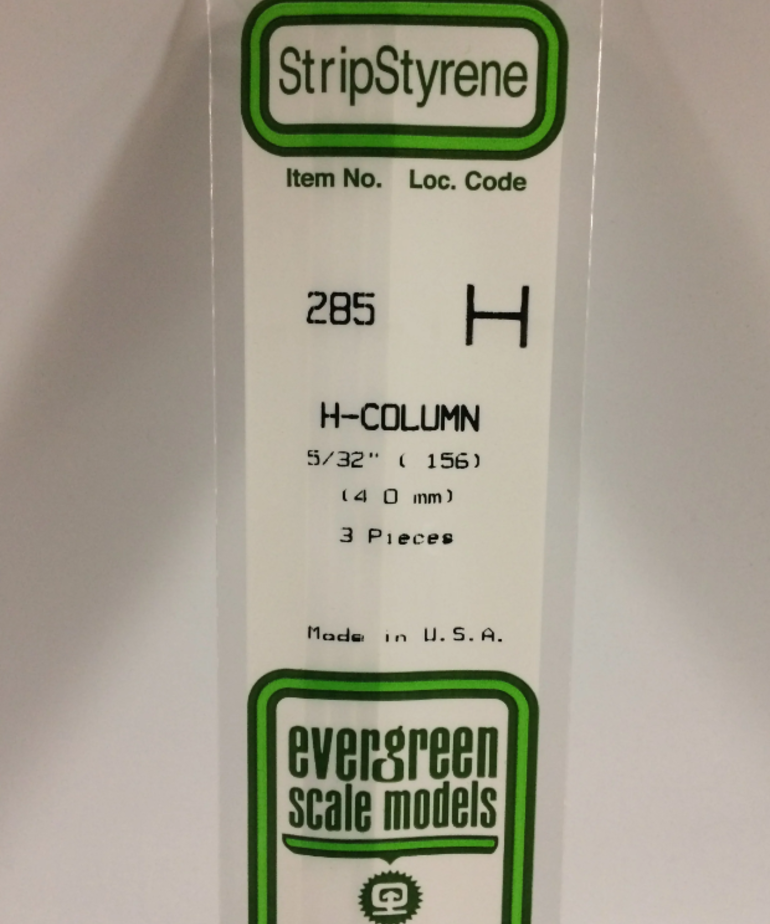 StripStyrene
Item No. Loc. Code
285 H
H-COLUMN
5/32" ( 156)
(4 0 mm)
3 Pieces
Made in U.S.A.
evergreen
scale models